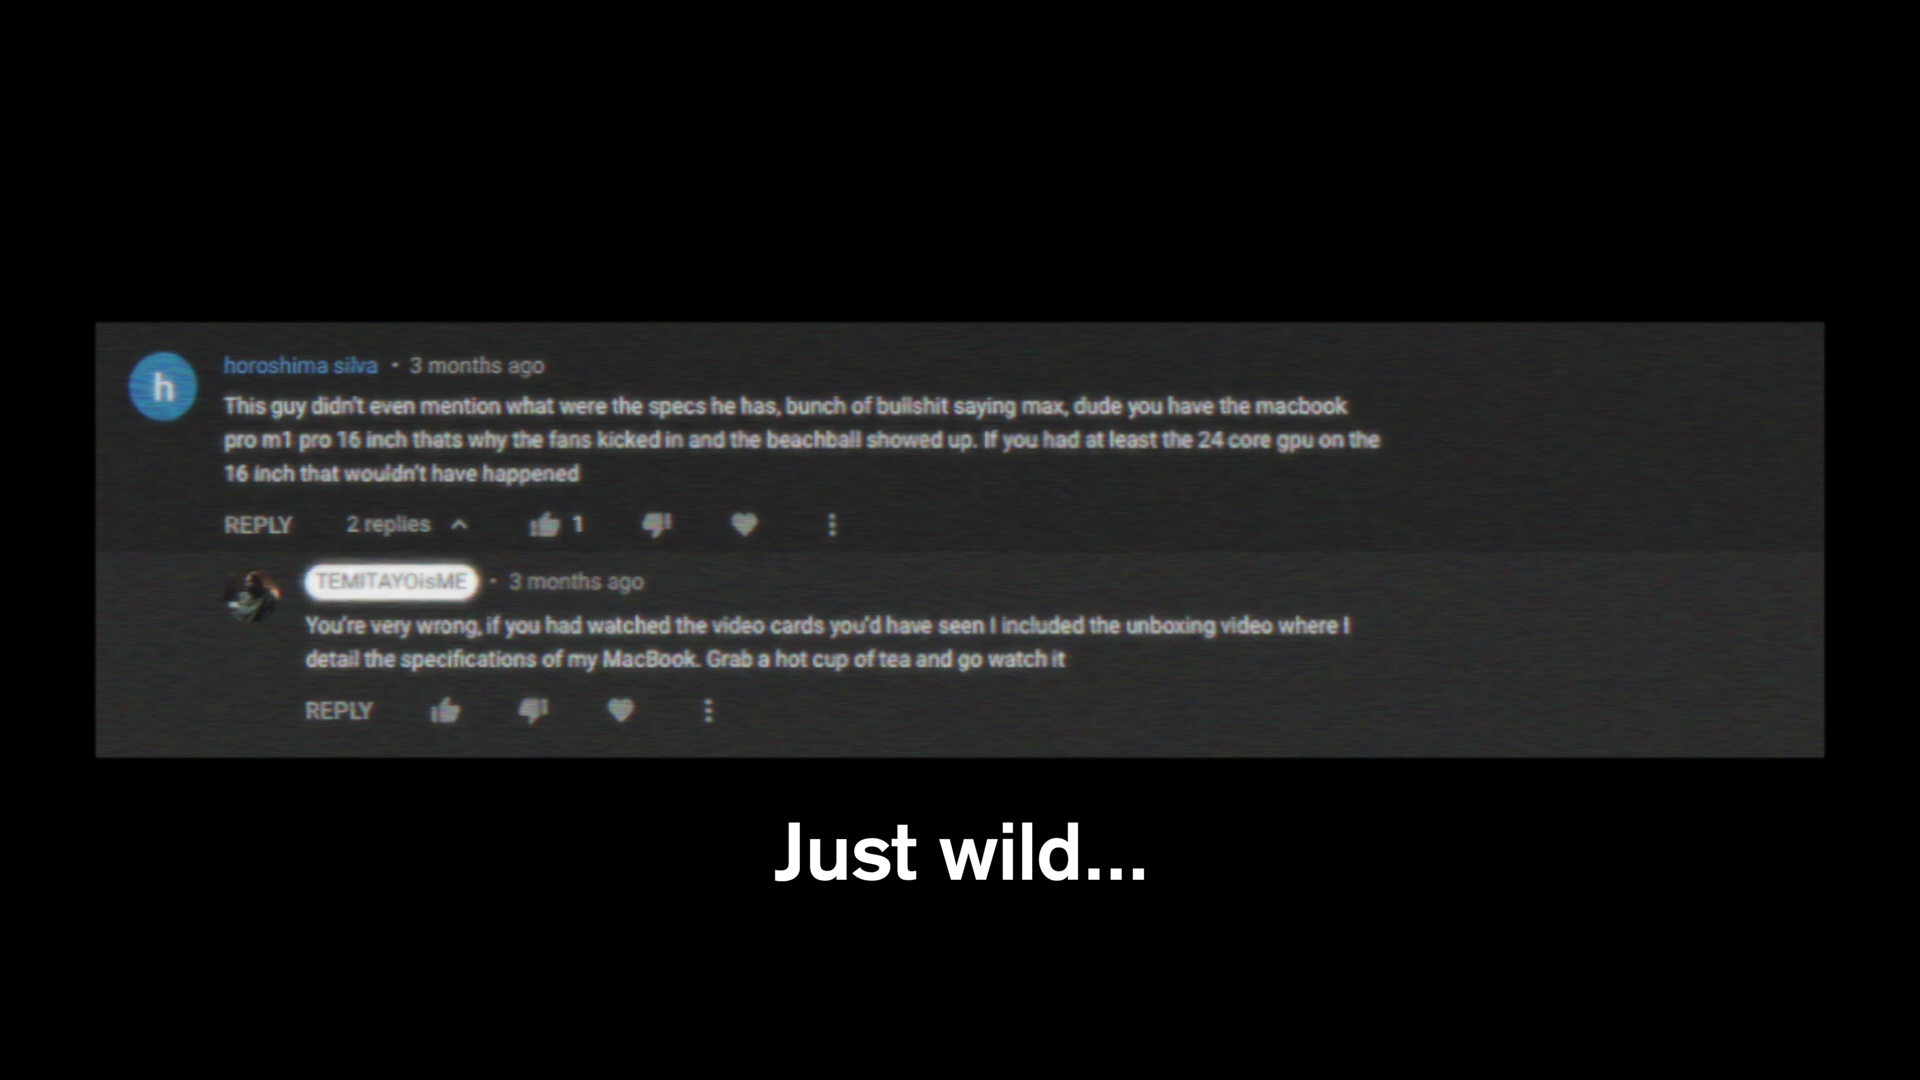 h
horoshima silva • 3 months ago
This guy didn't even mention what were the specs he has, bunch of bullshit saying max, dude you have the macbook
pro m1 pro 16 inch thats why the fans kicked in and the beachball showed up. If you had at least the 24 core gpu on the
16 inch that wouldn't have happened
REPLY 2 replies 1
TEMITAYOisME • 3 months ago
You're very wrong, if you had watched the video cards you'd have seen I included the unboxing video where I
detail the specifications of my MacBook. Grab a hot cup of tea and go watch it
REPLY
Just wild...